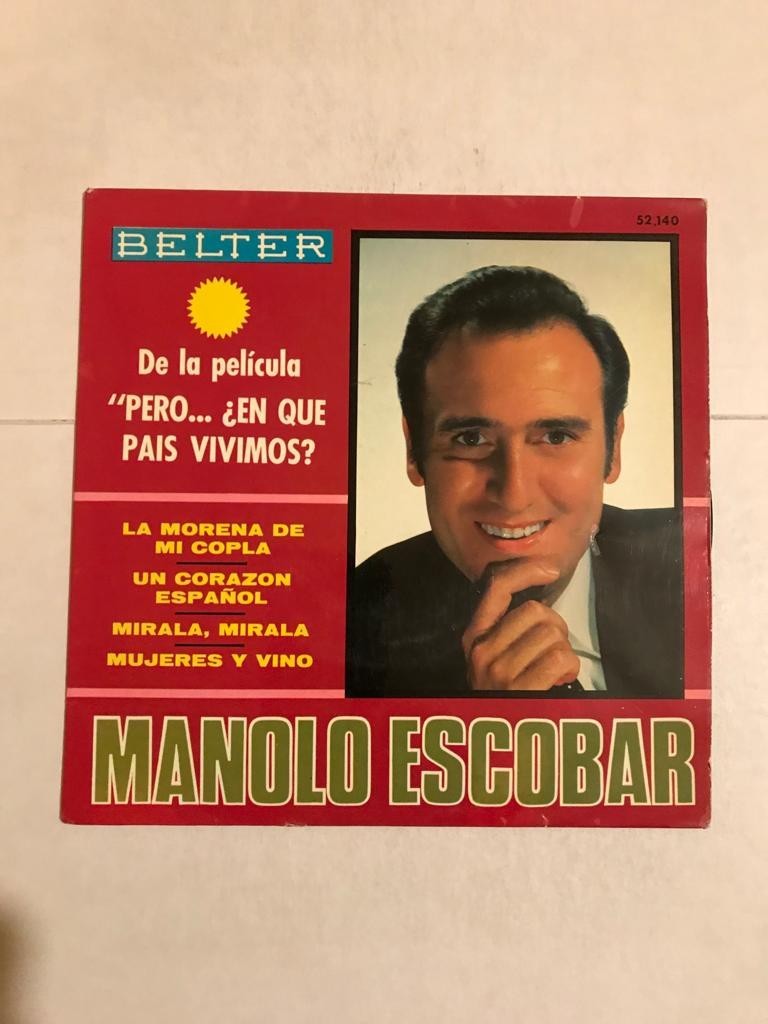 BELTER
52.140
De la película
"PERO... ¿EN QUE
PAIS VIVIMOS?
LA MORENA DE
MI COPLA
UN CORAZON
ESPAÑOL
MIRALA, MIRALA
MUJERES Y VINO
MANOLO ESCOBAR